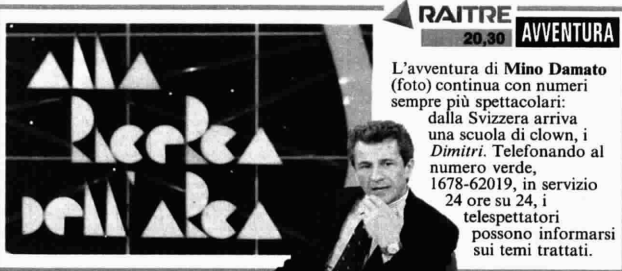 ALLA
RICERCA
DELL'ARCA
RAITRE
20,30 AVVENTURA
L'avventura di Mino Damato
(foto) continua con numeri
sempre più spettacolari:
dalla Svizzera arriva
una scuola di clown, i
Dimitri. Telefonando al
numero verde,
1678-62019, in servizio
24 ore su 24, i
telespettatori
possono informarsi
sui temi trattati.